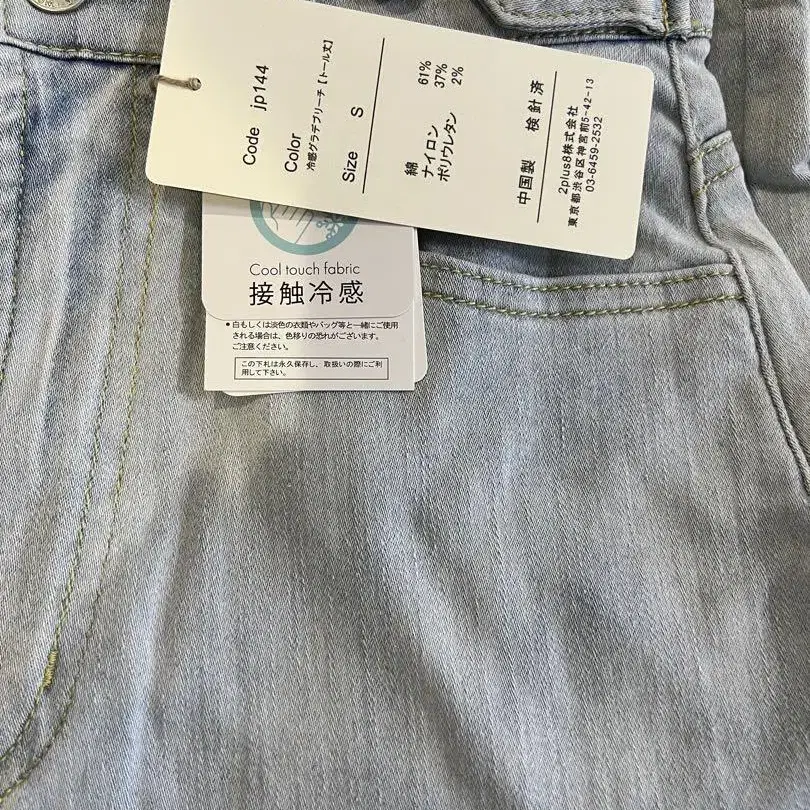 Code jp144
Color
冷感グラデブリーチ【トール丈】
Size S
綿 61%
ナイロン 37%
ポリウレタン 2%
中国製 検針済
2plus8株式会社
東京都渋谷区神宮前5-42-13
03-6459-2532
Cool touch fabric
接触冷感
●白もしくは淡色の衣類やバッグ等と一緒にご使用
される場合は、色移りの恐れがございます。
ご注意ください。
この下札は永久保存し、取扱いの際にご利
用して下さい。